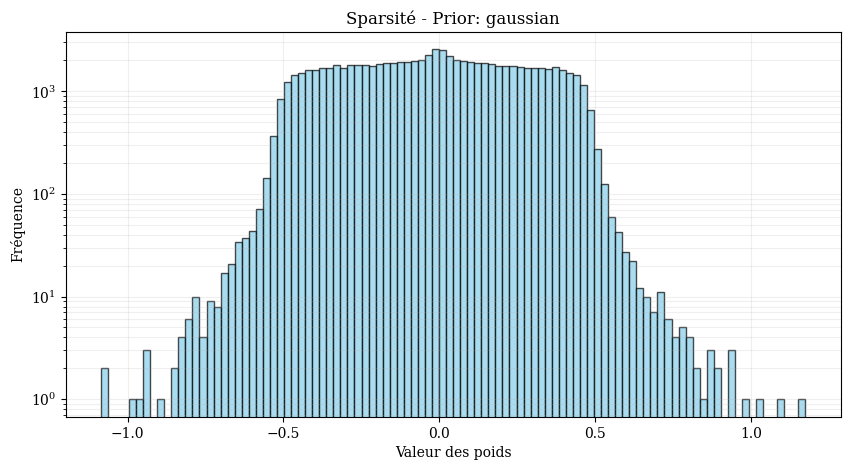 Sparsité - Prior: gaussian
Fréquence
10³
10²
10¹
10⁰
−1.0 −0.5 0.0 0.5 1.0
Valeur des poids